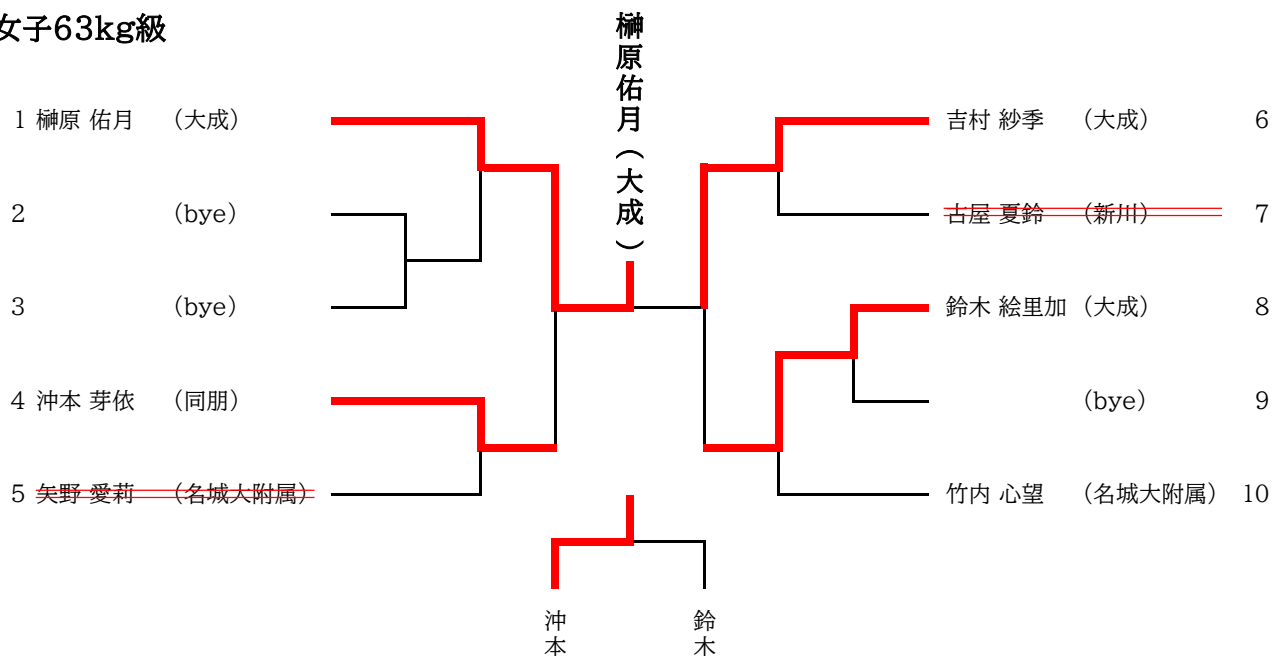 女子63kg級
榊原佑月（大成）
1 榊原 佑月 （大成）
2 （bye）
3 （bye）
4 沖本 芽依 （同朋）
5 矢野 愛莉 （名城大附属）
吉村 紗季 （大成） 6
古屋 夏鈴 （新川） 7
鈴木 絵里加 （大成） 8
（bye） 9
竹内 心望 （名城大附属） 10
沖本
鈴木